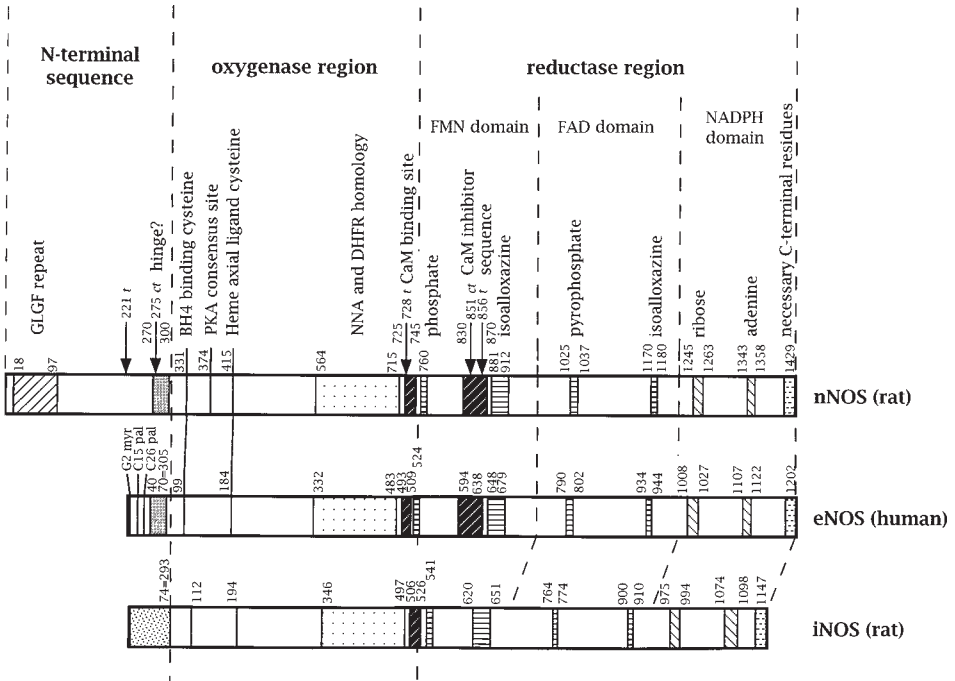 N-terminal
sequence
oxygenase region
reductase region
FMN domain
FAD domain
NADPH
domain
GLGF repeat
221 t
275 ct hinge?
BH4 binding cysteine
PKA consensus site
Heme axial ligand cysteine
NNA and DHFR homology
728 t CaM binding site
phosphate
851 ct CaM inhibitor
856 t sequence
isoalloxazine
pyrophosphate
isoalloxazine
ribose
adenine
necessary C-terminal residues
18
97
270
300
331
374
415
564
715
725
745
760
830
870
881
912
1025
1037
1170
1180
1245
1263
1343
1358
1429
nNOS (rat)
G2 myr
C15 pal
C26 pal
40
70=305
99
184
332
483
493
509
524
594
638
648
679
790
802
934
944
1008
1027
1107
1122
1202
eNOS (human)
74=293
112
194
346
497
506
526
541
620
651
764
774
900
910
975
994
1074
1098
1147
iNOS (rat)